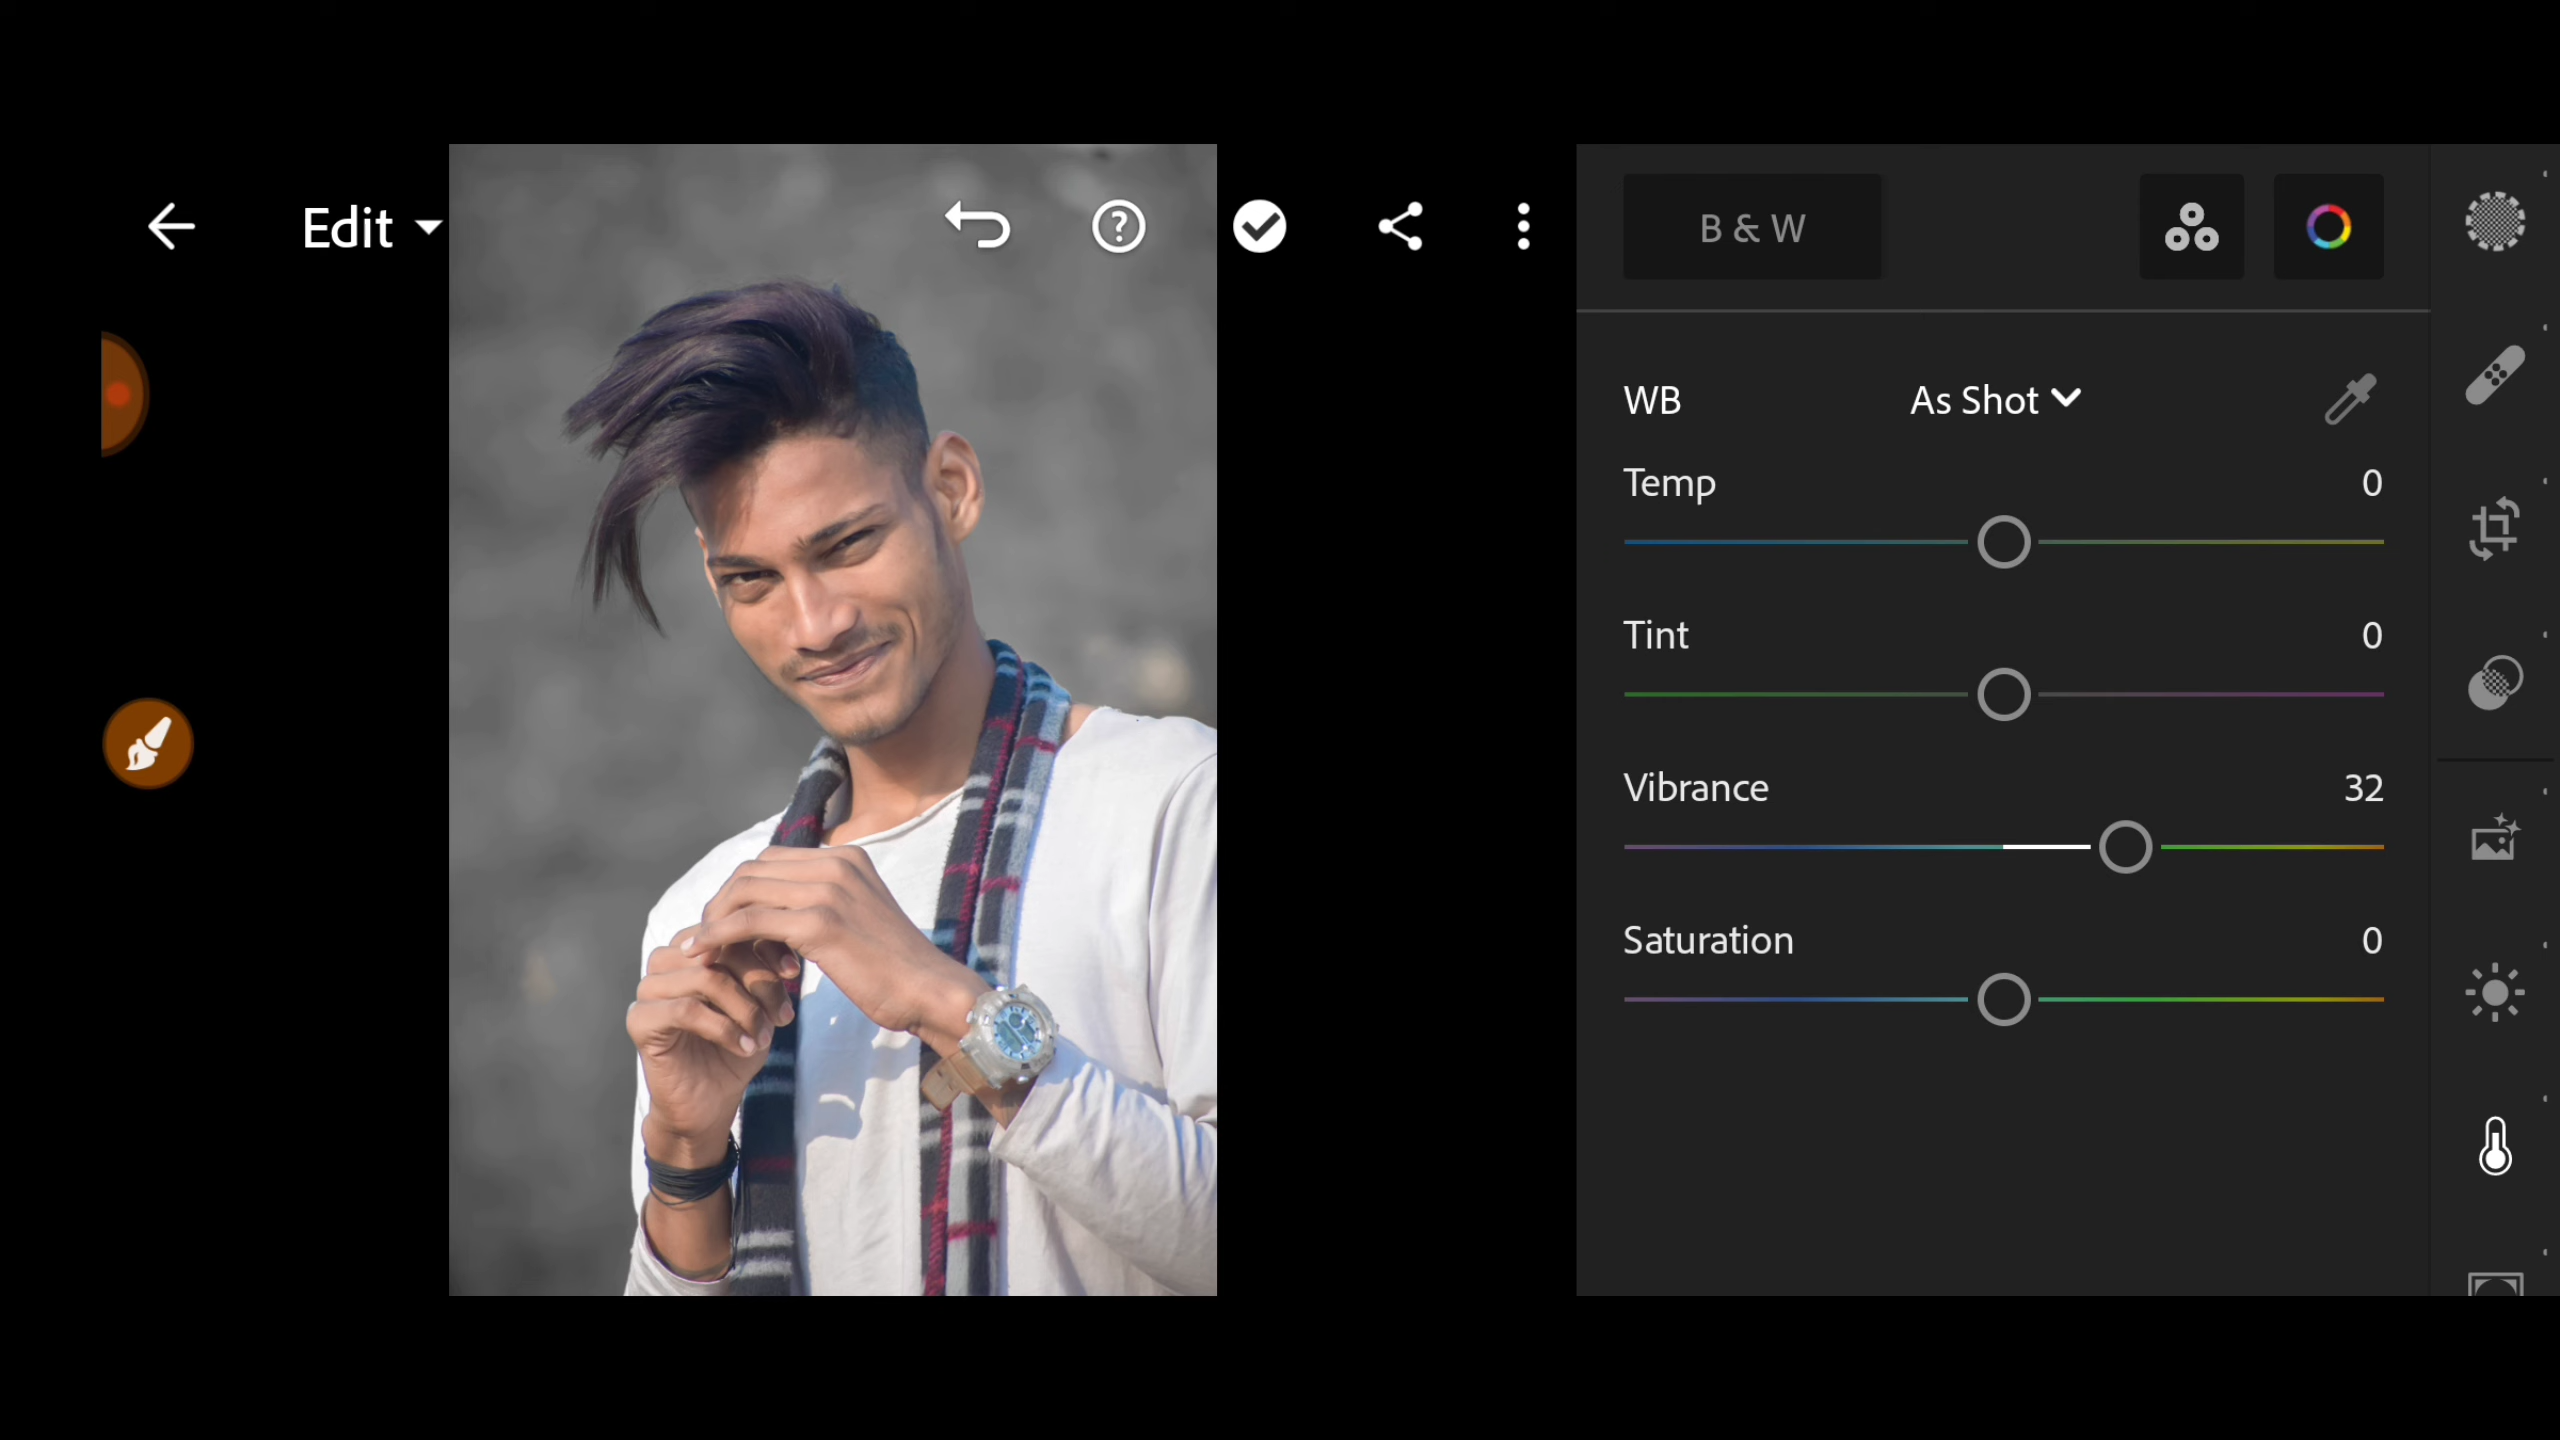 Edit
B & W
WB As Shot
Temp 0
Tint 0
Vibrance 32
Saturation 0